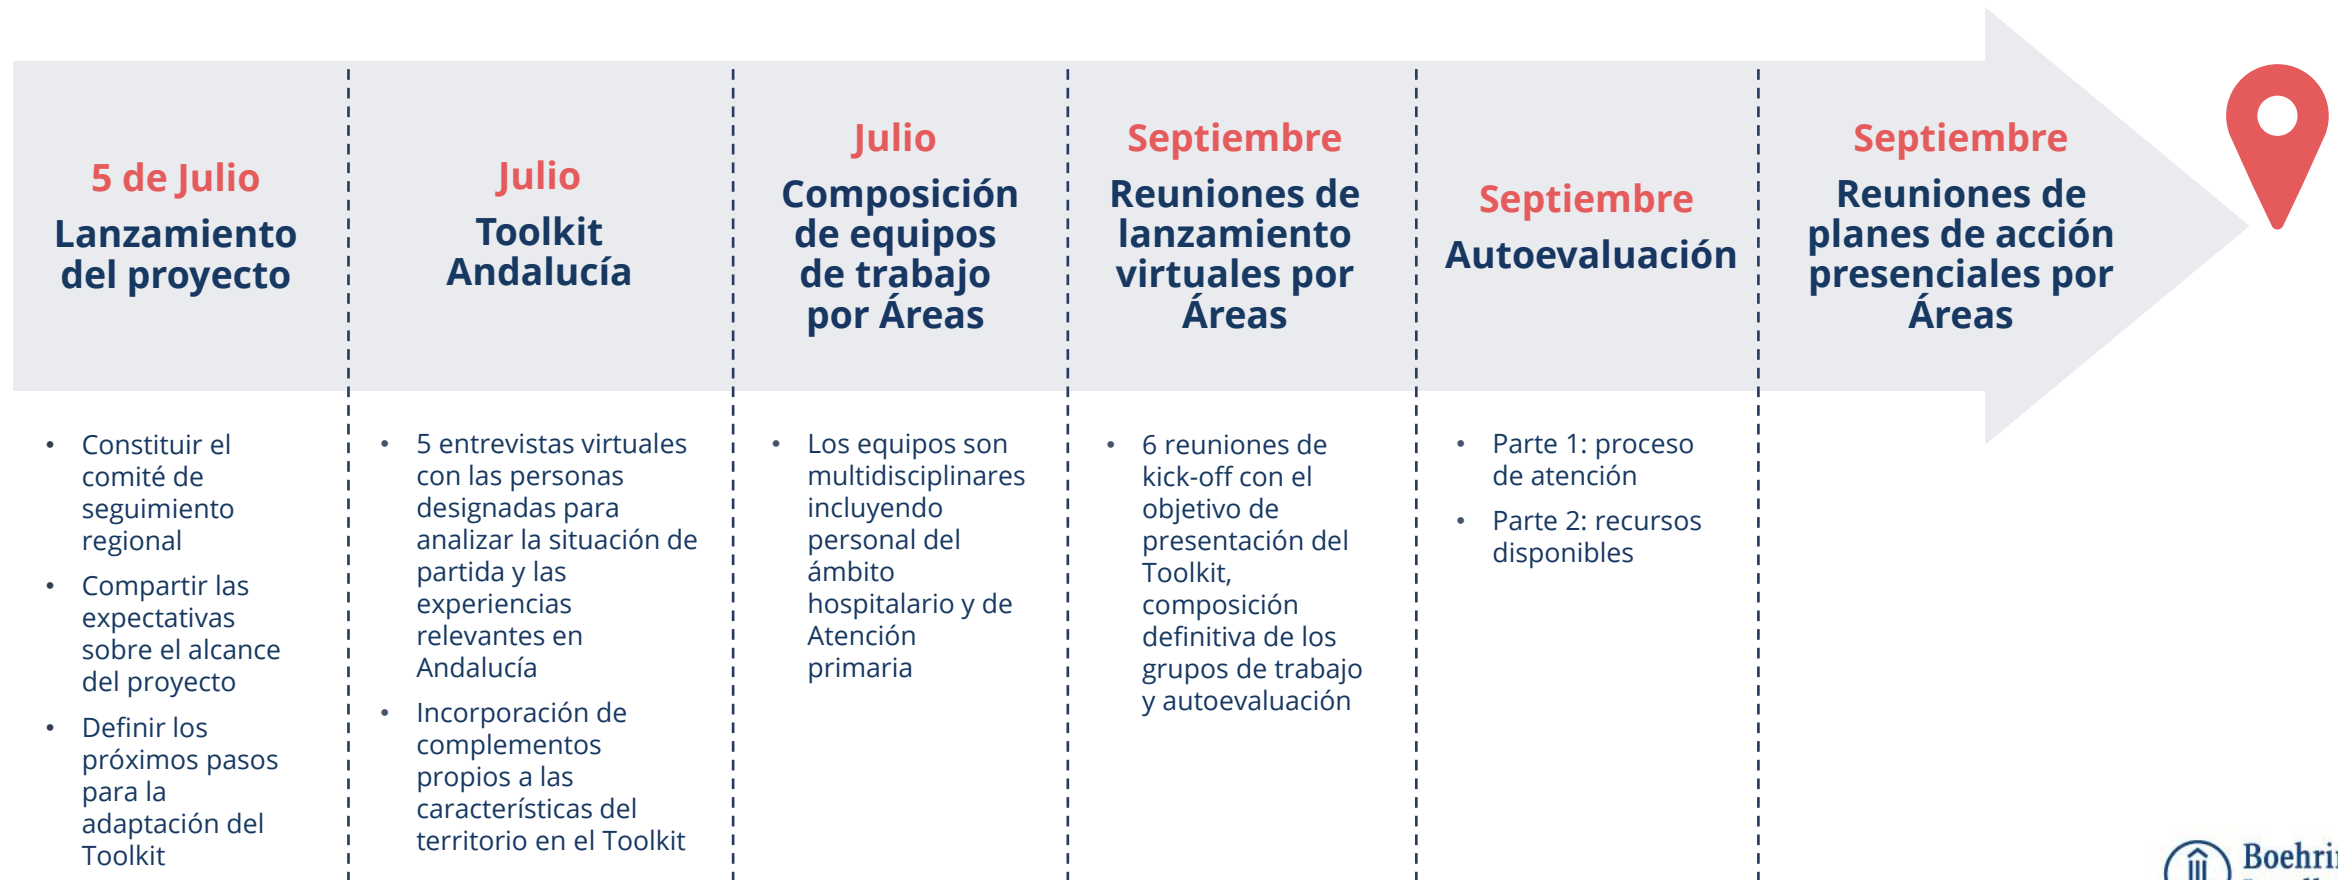 5 de Julio
Lanzamiento
del proyecto
• Constituir el
comité de
seguimiento
regional
• Compartir las
expectativas
sobre el alcance
del proyecto
• Definir los
próximos pasos
para la
adaptación del
Toolkit
Julio
Toolkit
Andalucía
• 5 entrevistas virtuales
con las personas
designadas para
analizar la situación de
partida y las
experiencias
relevantes en
Andalucía
• Incorporación de
complementos
propios a las
características del
territorio en el Toolkit
Julio
Composición
de equipos
de trabajo
por Áreas
• Los equipos son
multidisciplinares
incluyendo
personal del
ámbito
hospitalario y de
Atención
primaria
Septiembre
Reuniones de
lanzamiento
virtuales por
Áreas
• 6 reuniones de
kick-off con el
objetivo de
presentación del
Toolkit,
composición
definitiva de los
grupos de trabajo
y autoevaluación
Septiembre
Autoevaluación
• Parte 1: proceso
de atención
• Parte 2: recursos
disponibles
Septiembre
Reuniones de
planes de acción
presenciales por
Áreas